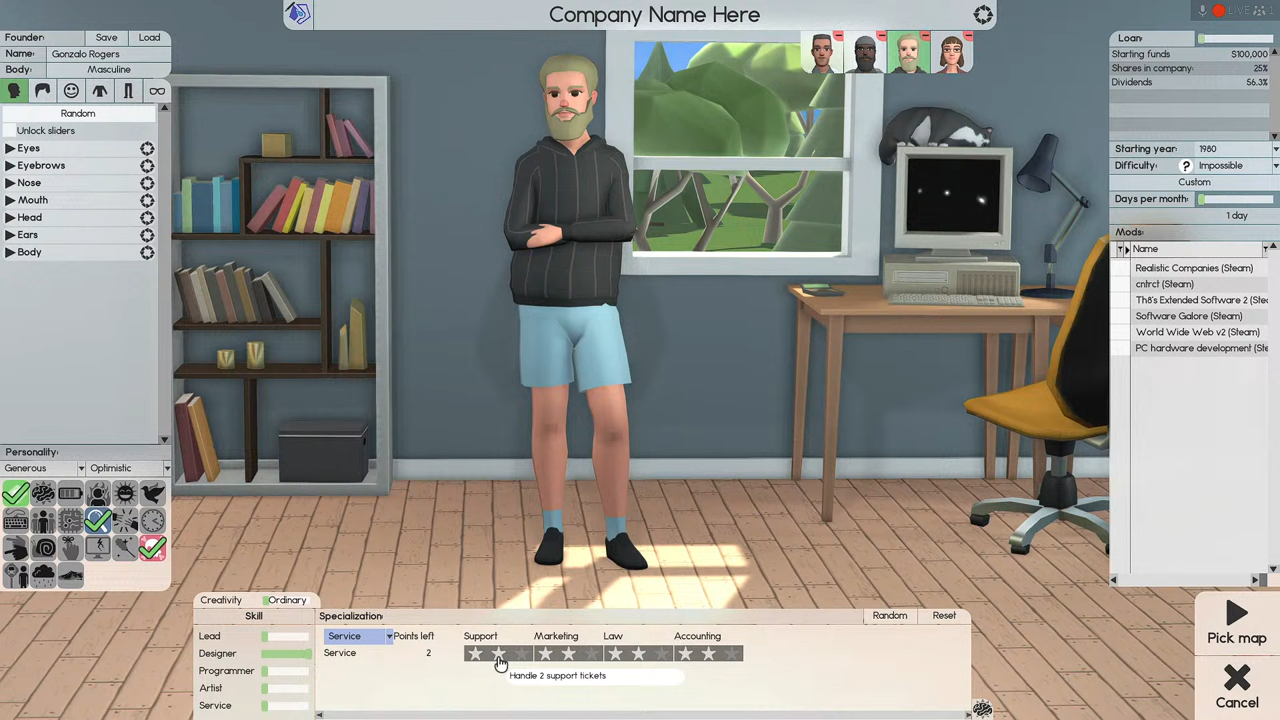 Company Name Here
LIVE
1
Founder: Save Load
Name: Gonzalo Rogers
Body: Masculine
Random
Unlock sliders
Eyes
Eyebrows
Nose
Mouth
Head
Ears
Body
Personality:
Generous Optimistic
Loan:
Starting funds $100,000
Shares in company 25%
Dividends 56.3%
Starting year: 1980
Difficulty: ? Impossible
Custom
Days per month:
1 day
Mods:
Name
Realistic Companies (Steam)
cntrct (Steam)
Th8's Extended Software 2 (Stea
Software Galore (Steam)
World Wide Web v2 (Steam)
PC hardware development (Ste
Creativity Ordinary
Skill Specialization: Random Reset
Lead Service Points left Support Marketing Law Accounting
Designer Service 2
Programmer Handle 2 support tickets
Artist
Service
Pick map
Cancel